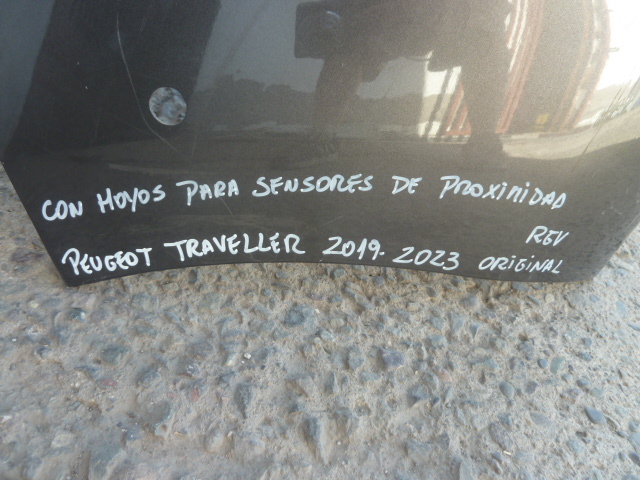 CON HOYOS PARA SENSORES DE PROXIMIDAD
REV
PEUGEOT TRAVELLER 2019-2023 ORIGINAL